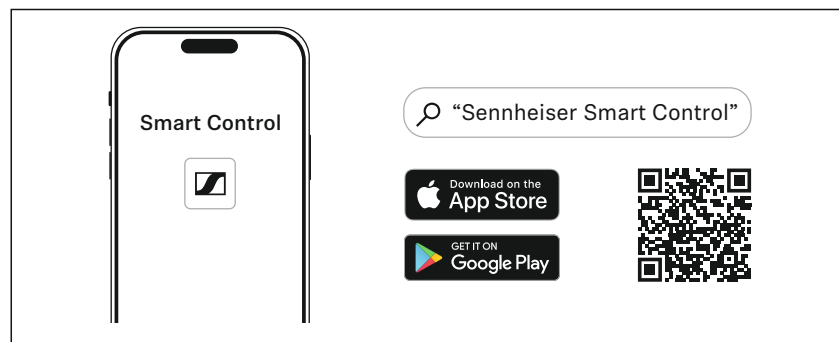 Smart Control
“Sennheiser Smart Control”
Download on the
App Store
GET IT ON
Google Play